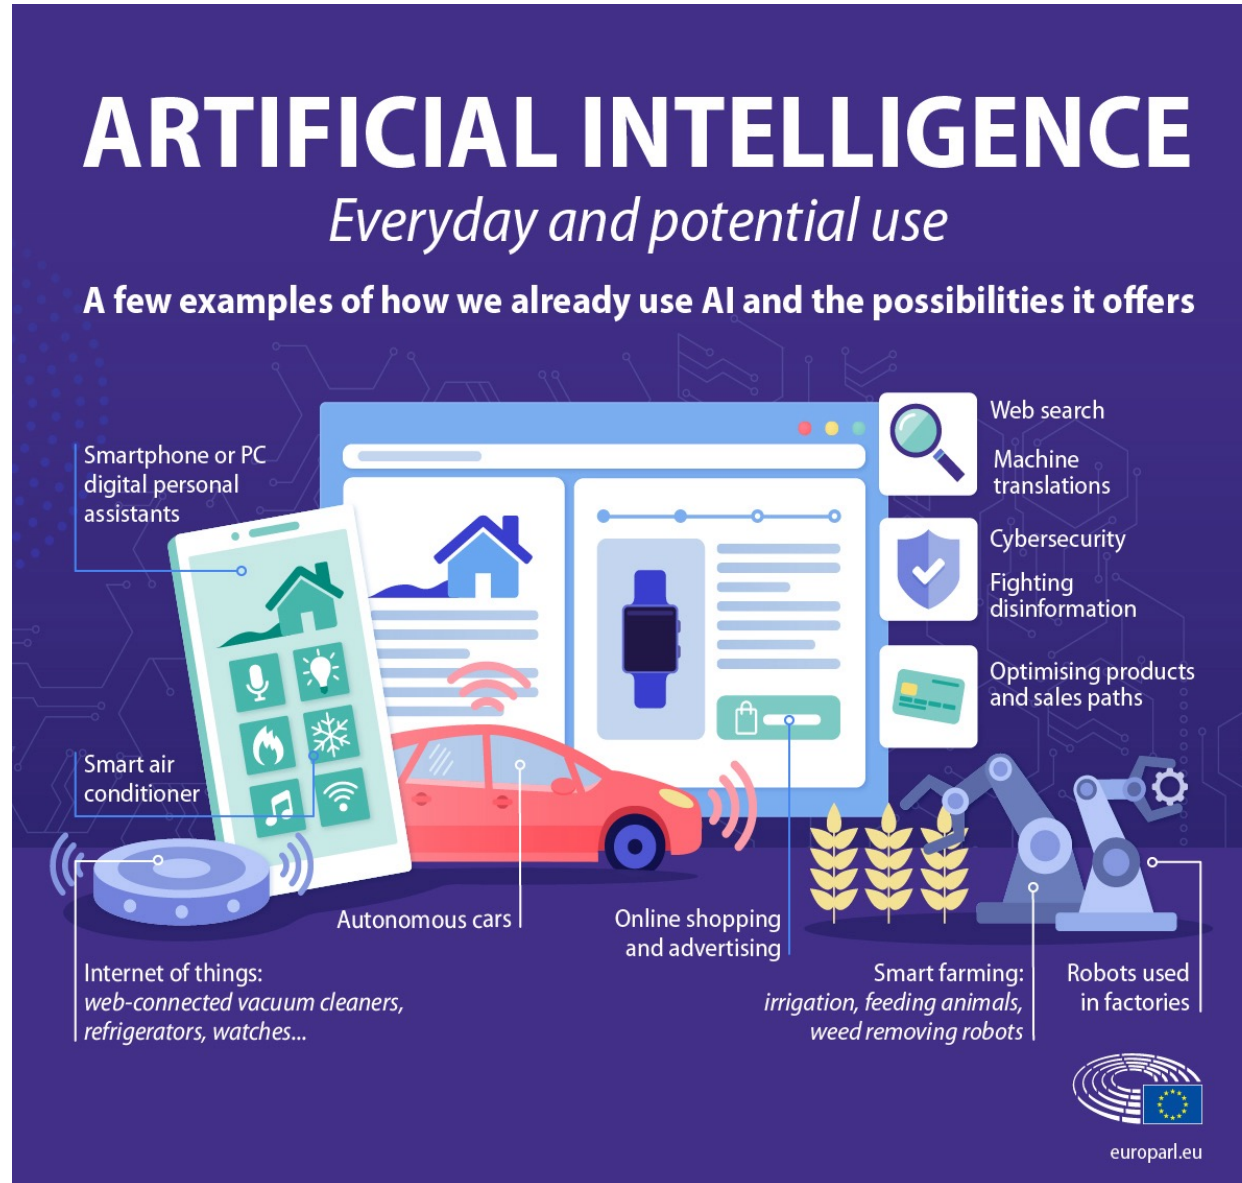 ARTIFICIAL INTELLIGENCE
Everyday and potential use
A few examples of how we already use AI and the possibilities it offers
Smartphone or PC
digital personal
assistants
Web search
Machine
translations
Cybersecurity
Fighting
disinformation
Optimising products
and sales paths
Smart air
conditioner
Autonomous cars
Online shopping
and advertising
Internet of things:
web-connected vacuum cleaners,
refrigerators, watches...
Smart farming:
irrigation, feeding animals,
weed removing robots
Robots used
in factories
europarl.eu